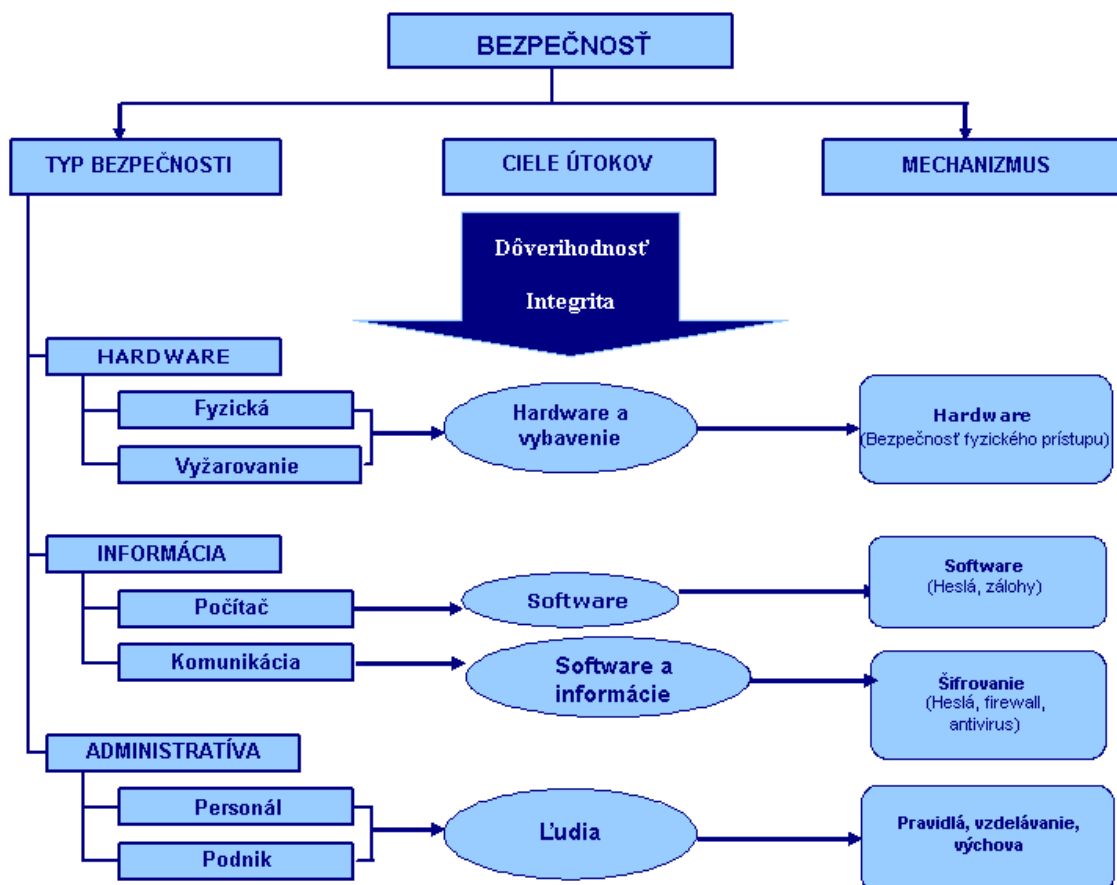 BEZPEČNOSŤ
TYP BEZPEČNOSTI
CIELE ÚTOKOV
MECHANIZMUS
Dôverihodnosť
Integrita
HARDWARE
Fyzická
Vyžarovanie
Hardware a
vybavenie
Hardware
(Bezpečnosť fyzického prístupu)
INFORMÁCIA
Počítač
Komunikácia
Software
Software a
informácie
Software
(Heslá, zálohy)
Šifrovanie
(Heslá, firewall,
antivirus)
ADMINISTRATÍVA
Personál
Podnik
Ľudia
Pravidlá, vzdelávanie,
výchova